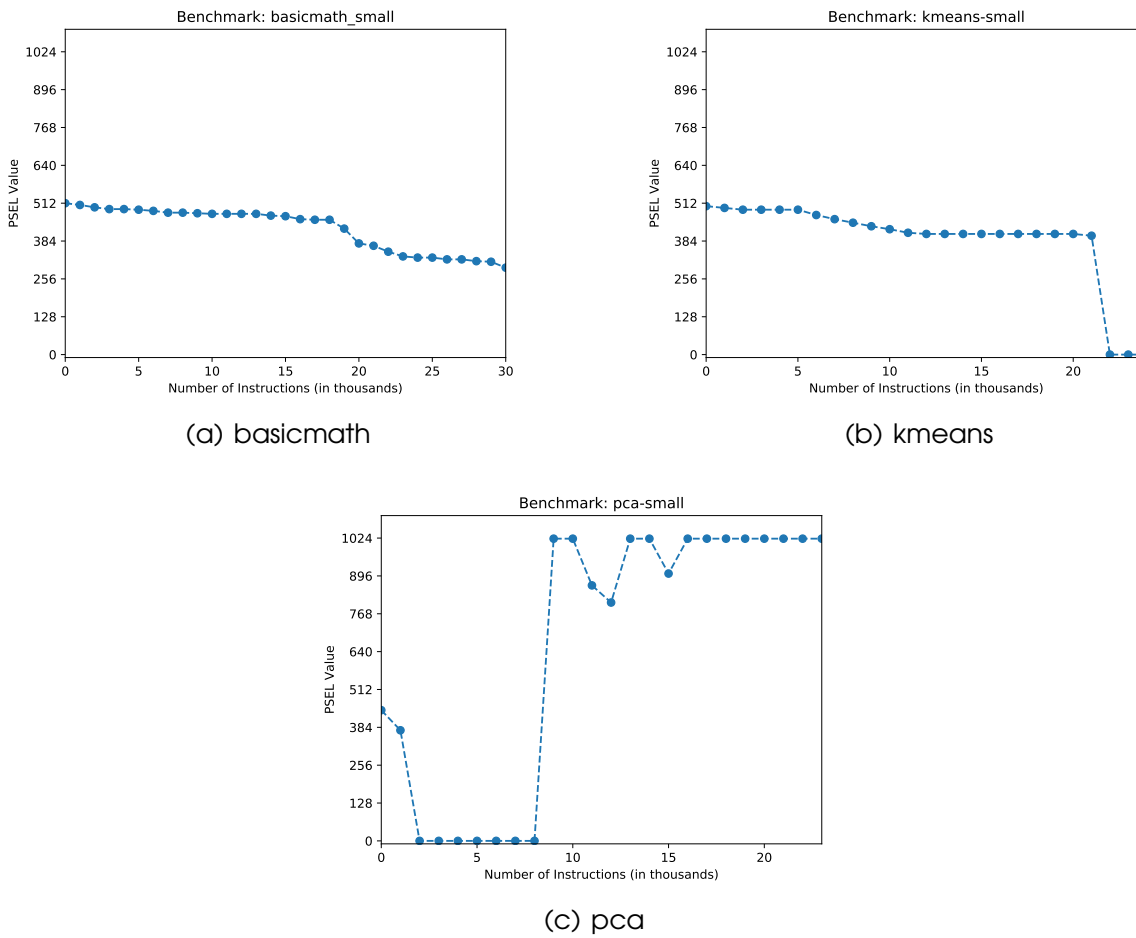 Benchmark: basicmath_small
1024
896
768
640
512
384
256
128
0
PSEL Value
0 5 10 15 20 25 30
Number of Instructions (in thousands)
(a) basicmath
Benchmark: kmeans-small
1024
896
768
640
512
384
256
128
0
PSEL Value
0 5 10 15 20
Number of Instructions (in thousands)
(b) kmeans
Benchmark: pca-small
1024
896
768
640
512
384
256
128
0
PSEL Value
0 5 10 15 20
Number of Instructions (in thousands)
(c) pca